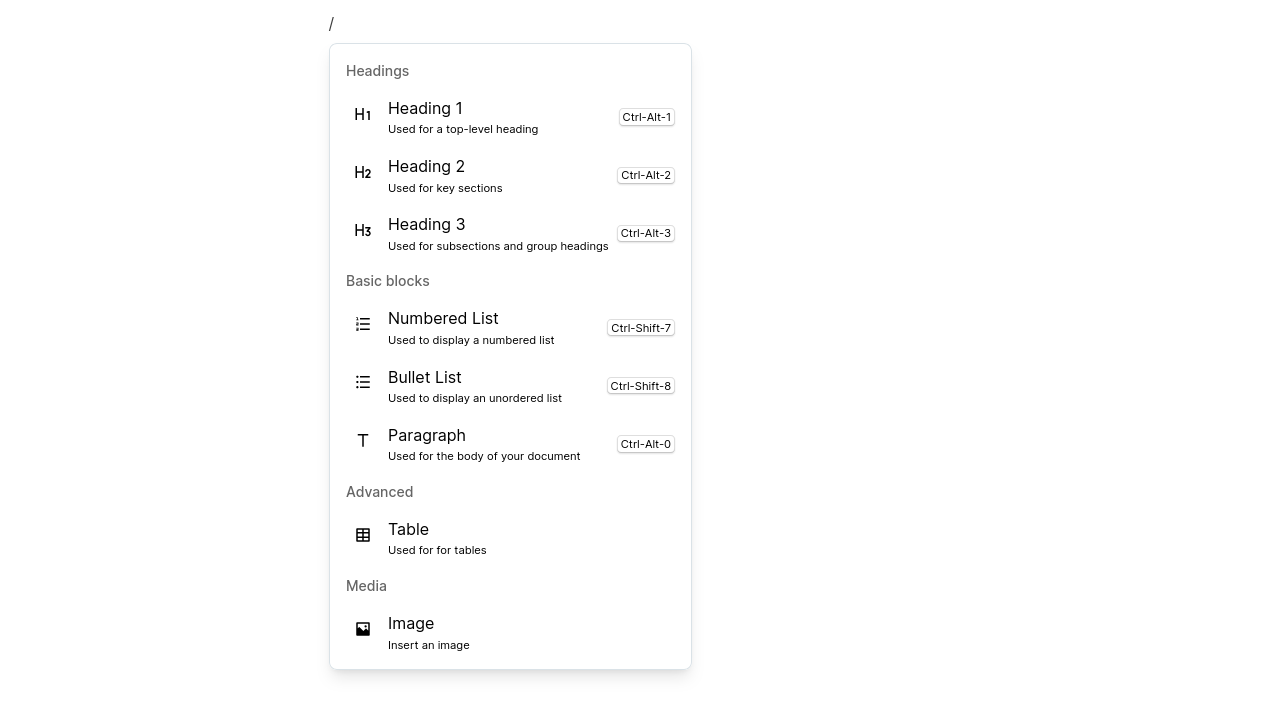 /
Headings
H1 Heading 1 Ctrl-Alt-1
Used for a top-level heading
H2 Heading 2 Ctrl-Alt-2
Used for key sections
H3 Heading 3 Ctrl-Alt-3
Used for subsections and group headings
Basic blocks
Numbered List Ctrl-Shift-7
Used to display a numbered list
Bullet List Ctrl-Shift-8
Used to display an unordered list
T Paragraph Ctrl-Alt-0
Used for the body of your document
Advanced
Table
Used for for tables
Media
Image
Insert an image